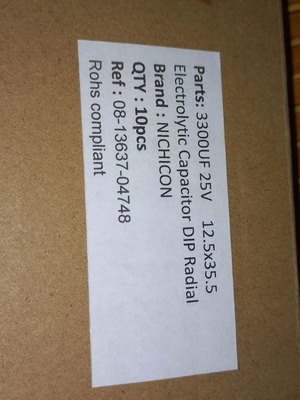 Parts: 3300UF 25V 12.5x35.5
Electrolytic Capacitor DIP Radial
Brand : NICHICON
QTY : 10pcs
Ref : 08-13637-04748
Rohs compliant